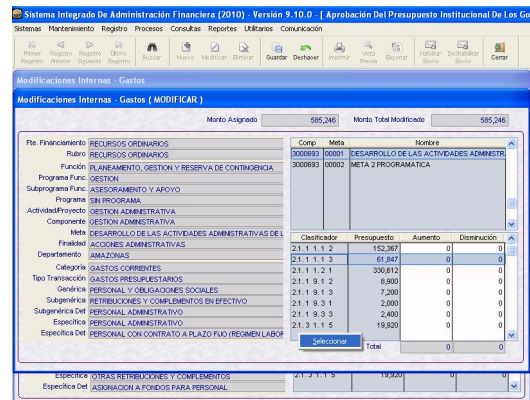 Sistema Integrado De Administración Financiera (2010) - Versión 9.10.0 - [ Aprobación Del Presupuesto Institucional De Los Go
Sistemas Mantenimiento Registro Procesos Consultas Reportes Utilitarios Comunicación
Primer Registro Registro Anterior Registro Siguiente Último Registro Buscar Nuevo Modificar Eliminar Guardar Deshacer Imprimir Vista Previa Exportar Habilitar Envío Deshabilitar Envío Cerrar
Modificaciones Internas - Gastos
Modificaciones Internas - Gastos ( MODIFICAR )
Monto Asignado 585,246 Monto Total Modificado 585,246
Fte. Financiamiento RECURSOS ORDINARIOS
Rubro RECURSOS ORDINARIOS
Función PLANEAMIENTO, GESTION Y RESERVA DE CONTINGENCIA
Programa Func. GESTION
Subprograma Func. ASESORAMIENTO Y APOYO
Programa SIN PROGRAMA
Actividad/Proyecto GESTION ADMINISTRATIVA
Componente GESTION ADMINISTRATIVA
Meta DESARROLLO DE LAS ACTIVIDADES ADMINISTRATIVAS DE L
Finalidad ACCIONES ADMINISTRATIVAS
Departamento AMAZONAS
Categoría GASTOS CORRIENTES
Tipo Transacción GASTOS PRESUPUESTARIOS
Genérica PERSONAL Y OBLIGACIONES SOCIALES
Subgenérica RETRIBUCIONES Y COMPLEMENTOS EN EFECTIVO
Subgenérica Det PERSONAL ADMINISTRATIVO
Específica PERSONAL ADMINISTRATIVO
Específica Det PERSONAL CON CONTRATO A PLAZO FIJO (REGIMEN LABOR
Comp Meta Nombre
3000693 00001 DESARROLLO DE LAS ACTIVIDADES ADMINISTR.
3000693 00002 META 2 PROGRAMATICA
Clasificador Presupuesto Aumento Disminución
2.1. 1 1. 1 2 152,367 0 0
2.1. 1 1. 1 3 61,847 0 0
2.1. 1 1. 2 1 330,612 0 0
2.1. 1 9. 1 2 8,900 0 0
2.1. 1 9. 1 3 7,200 0 0
2.1. 1 9. 3 1 2,000 0 0
2.1. 1 9. 3 3 2,400 0 0
2.1. 3 1. 1 5 19,920 0 0
Seleccionar
Total 0 0
Específica OTRAS RETRIBUCIONES Y COMPLEMENTOS
Específica Det ASIGNACION A FONDOS PARA PERSONAL
2.1. 3 1. 1 5 19,920 0 0